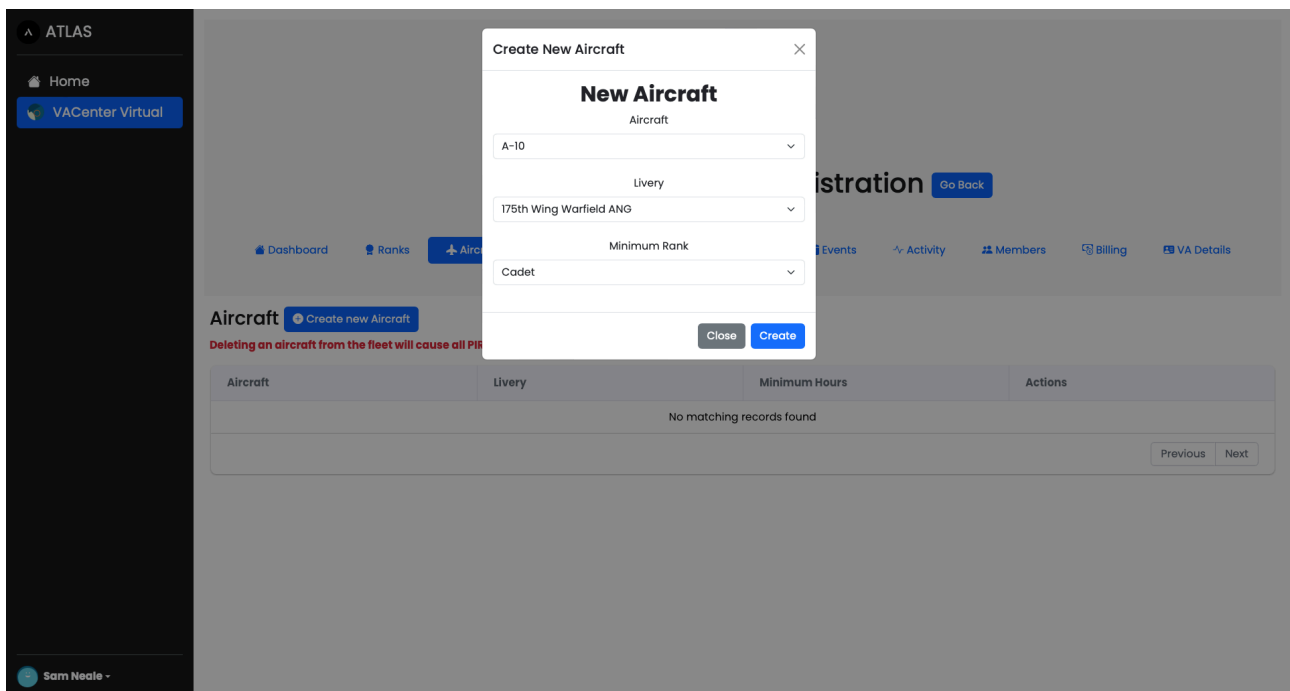 ATLAS
Home
VACenter Virtual
Sam Neale
Create New Aircraft
New Aircraft
Aircraft
A-10
Livery
175th Wing Warfield ANG
Minimum Rank
Cadet
Close Create
istration Go Back
Dashboard Ranks Airc Events Activity Members Billing VA Details
Aircraft Create new Aircraft
Deleting an aircraft from the fleet will cause all PIR
Aircraft Livery Minimum Hours Actions
No matching records found
Previous Next